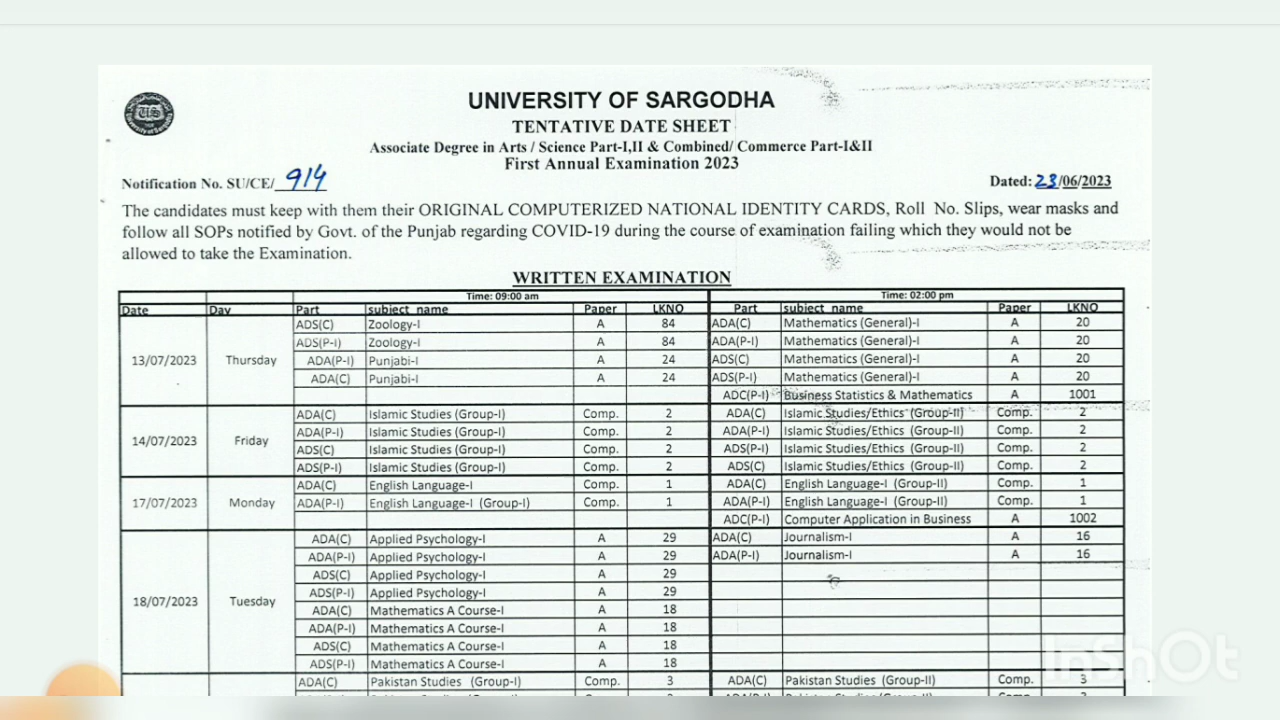 UNIVERSITY OF SARGODHA
TENTATIVE DATE SHEET
Associate Degree in Arts / Science Part-I,II & Combined/ Commerce Part-I&II
First Annual Examination 2023
Notification No. SU/CE/ 914 Dated: 23/06/2023
The candidates must keep with them their ORIGINAL COMPUTERIZED NATIONAL IDENTITY CARDS, Roll No. Slips, wear masks and
follow all SOPs notified by Govt. of the Punjab regarding COVID-19 during the course of examination failing which they would not be
allowed to take the Examination.
WRITTEN EXAMINATION
Time: 09:00 am Time: 02:00 pm
Date Day Part subject name Paper LKNO Part subject name Paper LKNO
ADS(C) Zoology-I A 84 ADA(C) Mathematics (General)-I A 20
ADS(P-I) Zoology-I A 84 ADA(P-I) Mathematics (General)-I A 20
13/07/2023 Thursday ADA(P-I) Punjabi-I A 24 ADS(C) Mathematics (General)-I A 20
ADA(C) Punjabi-I A 24 ADS(P-I) Mathematics (General)-I A 20
ADC(P-I) Business Statistics & Mathematics A 1001
ADA(C) Islamic Studies (Group-I) Comp. 2 ADA(C) Islamic Studies/Ethics (Group-II) Comp. 2
ADA(P-I) Islamic Studies (Group-I) Comp. 2 ADA(P-I) Islamic Studies/Ethics (Group-II) Comp. 2
14/07/2023 Friday ADS(C) Islamic Studies (Group-I) Comp. 2 ADS(P-I) Islamic Studies/Ethics (Group-II) Comp. 2
ADS(P-I) Islamic Studies (Group-I) Comp. 2 ADS(C) Islamic Studies/Ethics (Group-II) Comp. 2
ADA(C) English Language-I Comp. 1 ADA(C) English Language-I (Group-II) Comp. 1
17/07/2023 Monday ADA(P-I) English Language-I (Group-I) Comp. 1 ADA(P-I) English Language-I (Group-II) Comp. 1
ADC(P-I) Computer Application in Business A 1002
ADA(C) Applied Psychology-I A 29 ADA(C) Journalism-I A 16
ADA(P-I) Applied Psychology-I A 29 ADA(P-I) Journalism-I A 16
ADS(C) Applied Psychology-I A 29
ADS(P-I) Applied Psychology-I A 29
18/07/2023 Tuesday ADA(C) Mathematics A Course-I A 18
ADA(P-I) Mathematics A Course-I A 18
ADS(C) Mathematics A Course-I A 18
ADS(P-I) Mathematics A Course-I A 18
ADA(C) Pakistan Studies (Group-I) Comp. 3 ADA(C) Pakistan Studies (Group-II) Comp. 3
InShOt